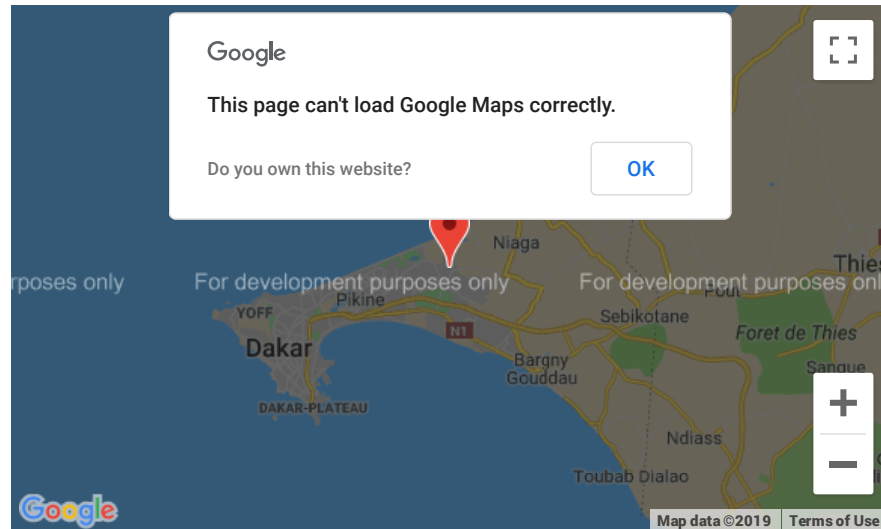 Google
This page can't load Google Maps correctly.
Do you own this website?
OK
Niaga
Thies
rposes only
For development purposes only
For development purposes onl
Pout
Pikine
YOFF
Sebikotane
N1
Foret de Thies
Dakar
Bargny
Gouddau
Sangue
DAKAR-PLATEAU
Ndiass
Toubab Dialao
Google
Map data ©2019
Terms of Use